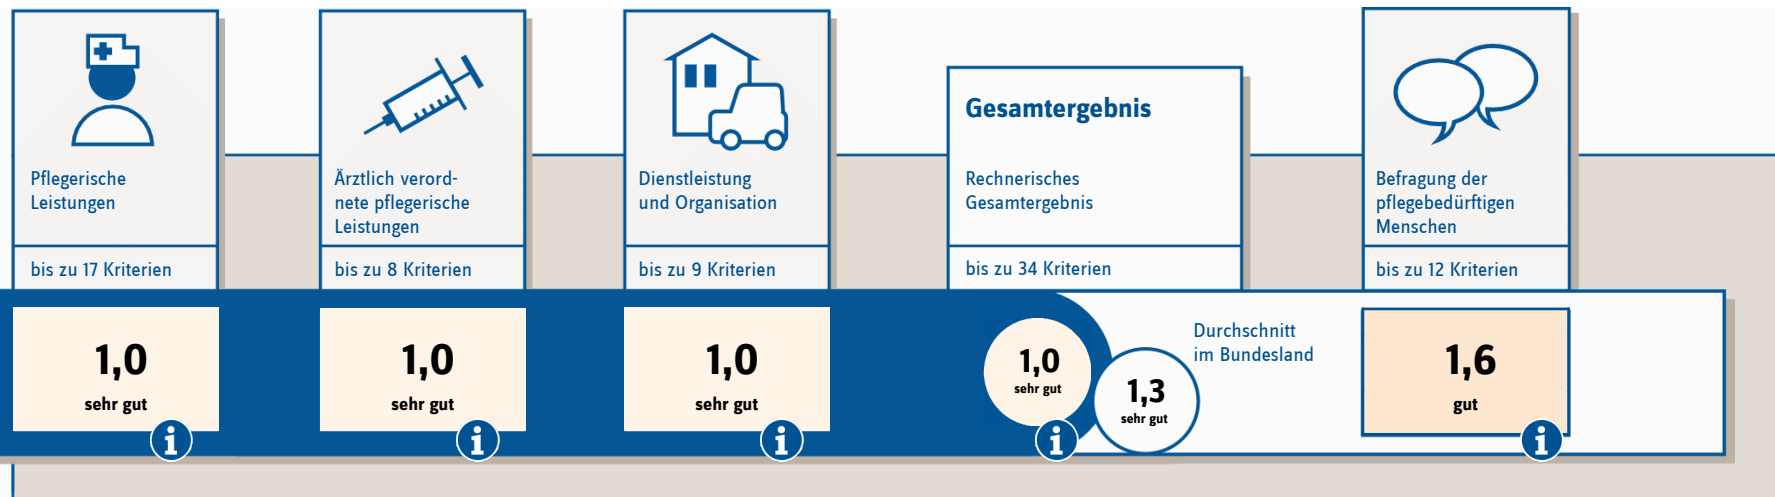 Pflegerische
Leistungen
bis zu 17 Kriterien
1,0
sehr gut
i
Ärztlich verord-
nete pflegerische
Leistungen
bis zu 8 Kriterien
1,0
sehr gut
i
Dienstleistung
und Organisation
bis zu 9 Kriterien
1,0
sehr gut
i
Gesamtergebnis
Rechnerisches
Gesamtergebnis
bis zu 34 Kriterien
1,0
sehr gut
i
Durchschnitt
im Bundesland
1,3
sehr gut
Befragung der
pflegebedürftigen
Menschen
bis zu 12 Kriterien
1,6
gut
i